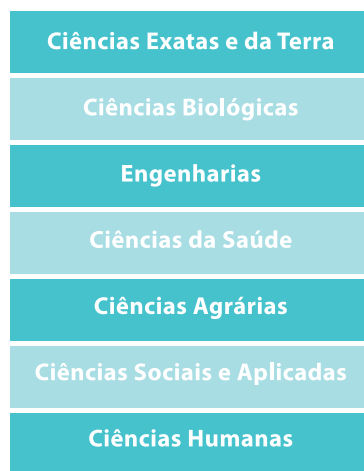 Ciências Exatas e da Terra
Ciências Biológicas
Engenharias
Ciências da Saúde
Ciências Agrárias
Ciências Sociais e Aplicadas
Ciências Humanas